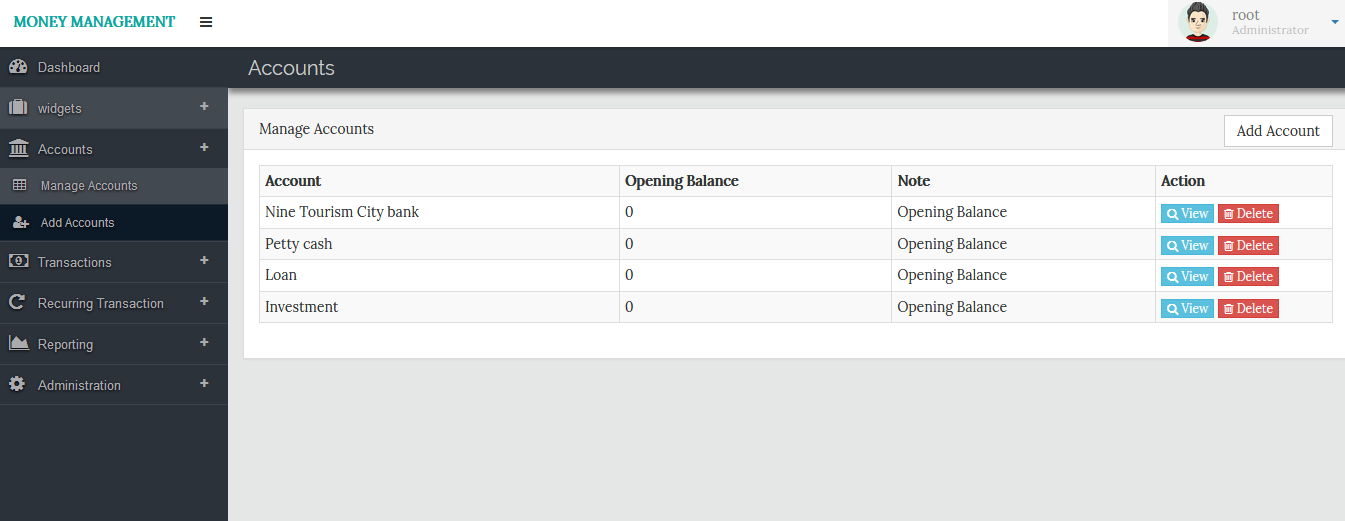 MONEY MANAGEMENT
root
Administrator
Dashboard
Accounts
widgets +
Accounts +
Manage Accounts
Add Accounts
Transactions +
Recurring Transaction +
Reporting +
Administration +
Manage Accounts Add Account
Account Opening Balance Note Action
Nine Tourism City bank 0 Opening Balance View Delete
Petty cash 0 Opening Balance View Delete
Loan 0 Opening Balance View Delete
Investment 0 Opening Balance View Delete